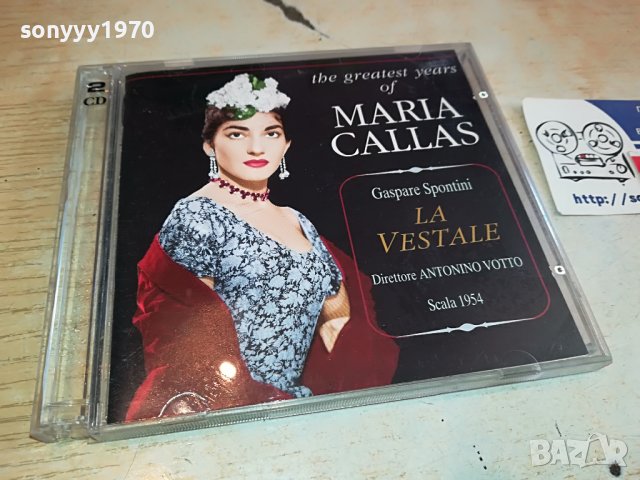 sonyyy1970
2
CD
the greatest years
of
MARIA
CALLAS
Gaspare Spontini
LA
VESTALE
Direttore ANTONINO VOTTO
Scala 1954
http://so
BAZAR